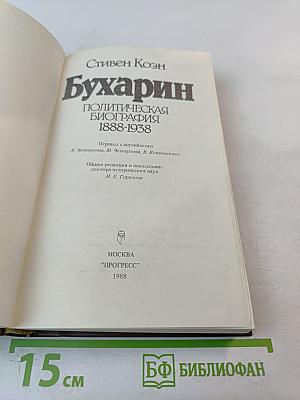 Стивен Коэн
Бухарин
ПОЛИТИЧЕСКАЯ
БИОГРАФИЯ
1888-1938
Перевод с английского
Е. Четвергова, Ю. Четвергова, В. Козловского
Общая редакция и послесловие
доктора исторических наук
И. Е. Горелова
МОСКВА
"ПРОГРЕСС"
1988
15 см
БФ БИБЛИОФАН